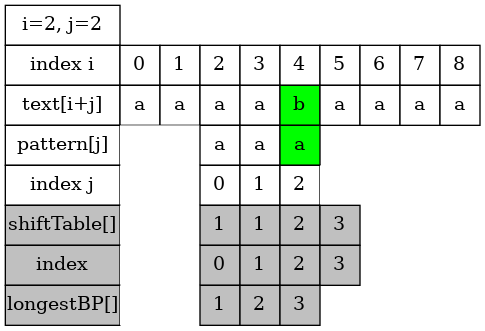 i=2, j=2
index i 0 1 2 3 4 5 6 7 8
text[i+j] a a a a b a a a a
pattern[j] a a a
index j 0 1 2
shiftTable[] 1 1 2 3
index 0 1 2 3
longestBP[] 1 2 3